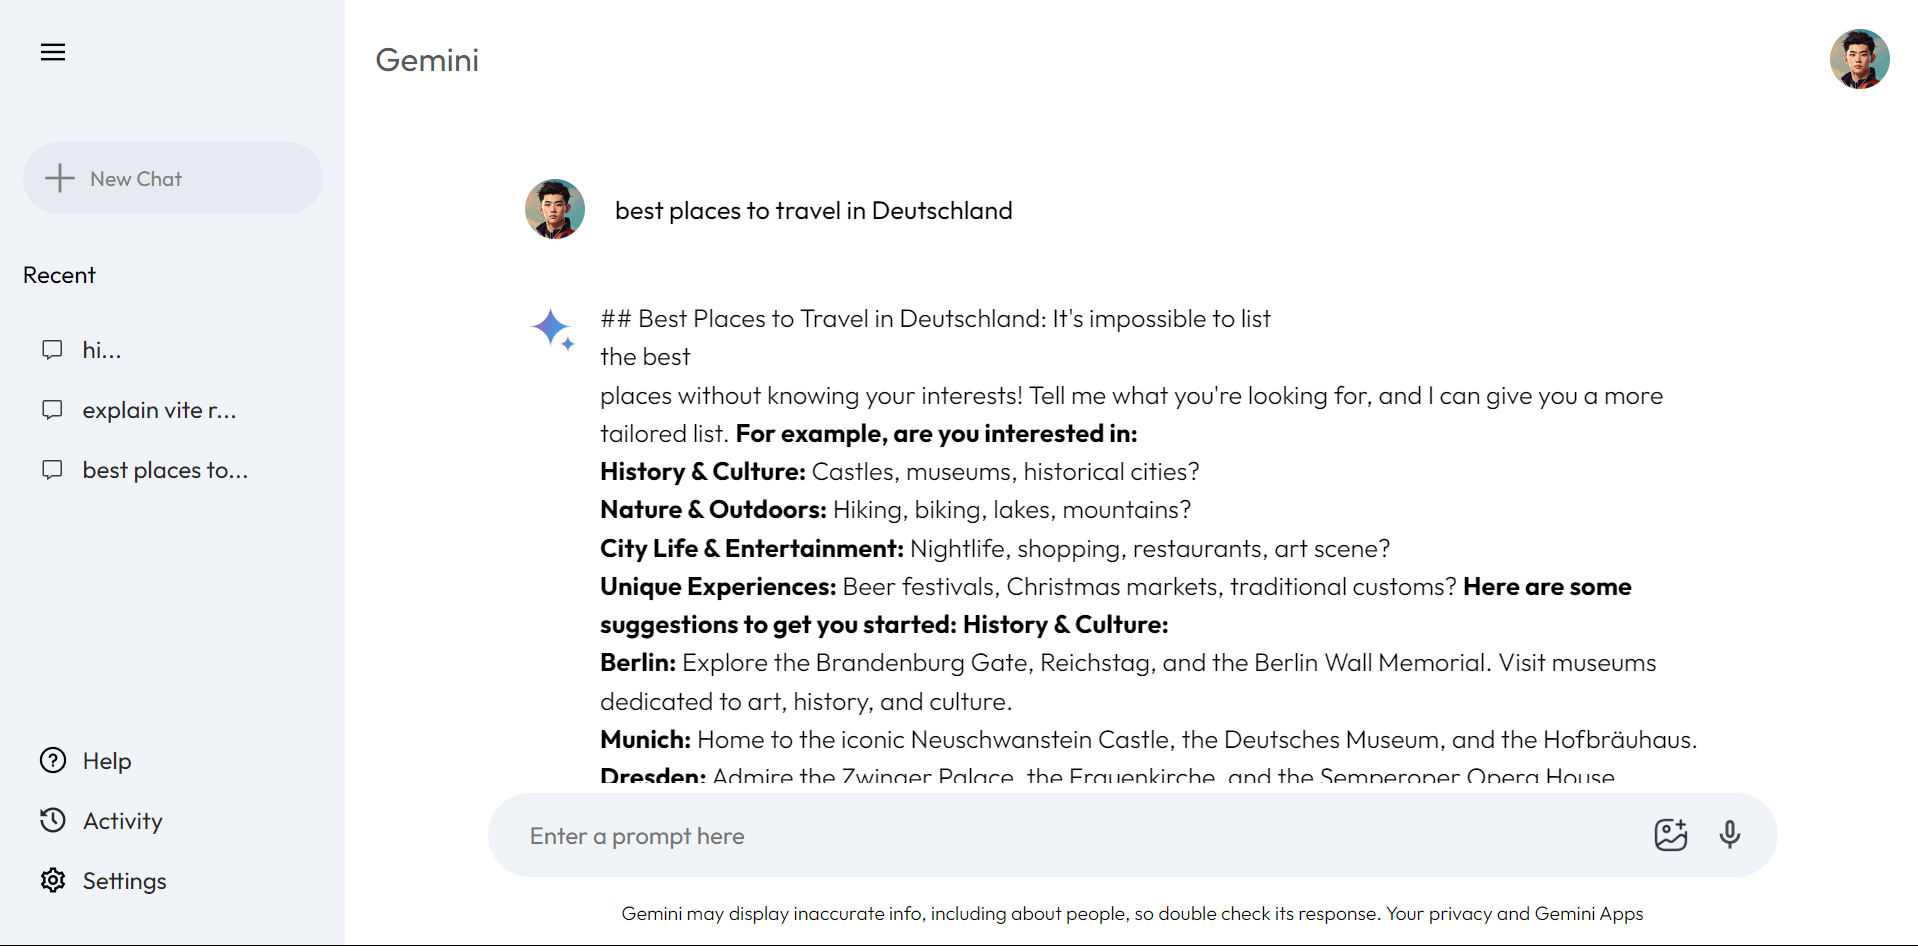 Gemini
New Chat
Recent
hi...
explain vite r...
best places to...
Help
Activity
Settings
best places to travel in Deutschland
## Best Places to Travel in Deutschland: It's impossible to list
the best
places without knowing your interests! Tell me what you're looking for, and I can give you a more
tailored list. For example, are you interested in:
History & Culture: Castles, museums, historical cities?
Nature & Outdoors: Hiking, biking, lakes, mountains?
City Life & Entertainment: Nightlife, shopping, restaurants, art scene?
Unique Experiences: Beer festivals, Christmas markets, traditional customs? Here are some
suggestions to get you started: History & Culture:
Berlin: Explore the Brandenburg Gate, Reichstag, and the Berlin Wall Memorial. Visit museums
dedicated to art, history, and culture.
Munich: Home to the iconic Neuschwanstein Castle, the Deutsches Museum, and the Hofbräuhaus.
Dresden: Admire the Zwinger Palace, the Frauenkirche, and the Semperoper Opera House
Enter a prompt here
Gemini may display inaccurate info, including about people, so double check its response. Your privacy and Gemini Apps